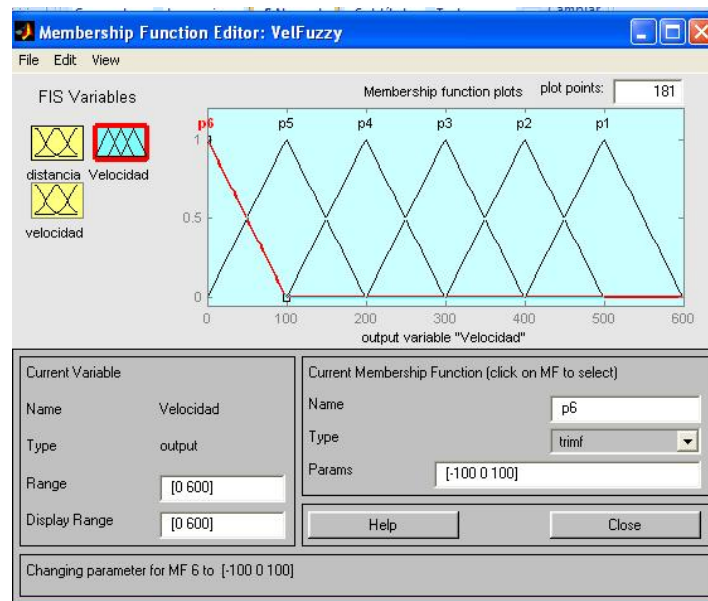 Membership Function Editor: VelFuzzy
File Edit View
FIS Variables
Membership function plots plot points: 181
p6 p5 p4 p3 p2 p1
1
distancia Velocidad
0.5
velocidad
0
0 100 200 300 400 500 600
output variable "Velocidad"
Current Variable
Name Velocidad
Type output
Range [0 600]
Display Range [0 600]
Current Membership Function (click on MF to select)
Name p6
Type trimf
Params [-100 0 100]
Help Close
Changing parameter for MF 6 to [-100 0 100]